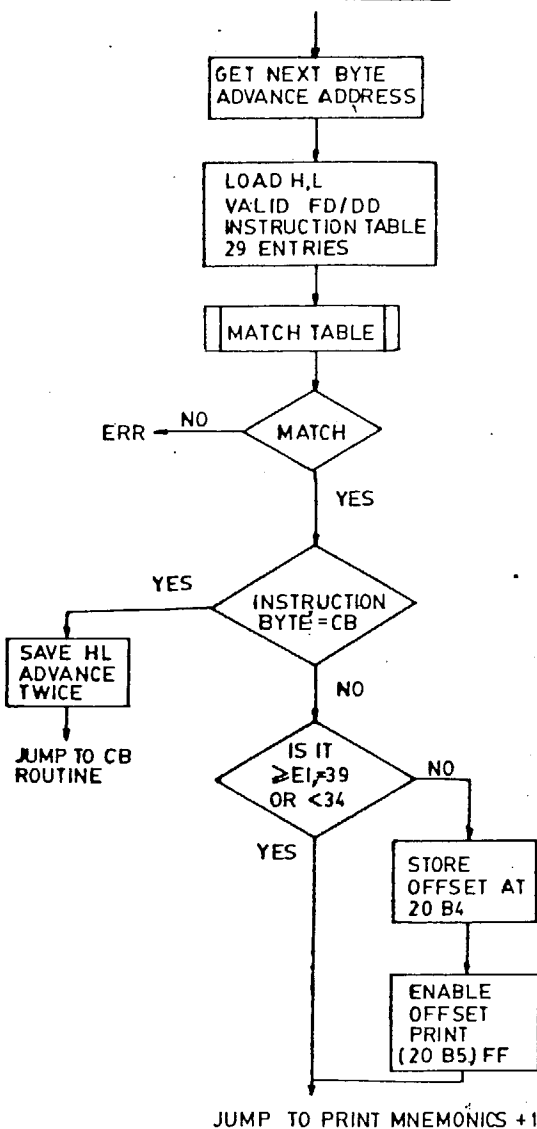 GET NEXT BYTE
ADVANCE ADDRESS
LOAD H,L
VALID FD/DD
INSTRUCTION TABLE
29 ENTRIES
MATCH TABLE
MATCH
NO
ERR
YES
INSTRUCTION
BYTE = CB
YES
SAVE HL
ADVANCE
TWICE
JUMP TO CB
ROUTINE
NO
IS IT
≥E1,=39
OR <34
NO
YES
STORE
OFFSET AT
20 B4
ENABLE
OFFSET
PRINT
(20 B5) FF
JUMP TO PRINT MNEMONICS +1